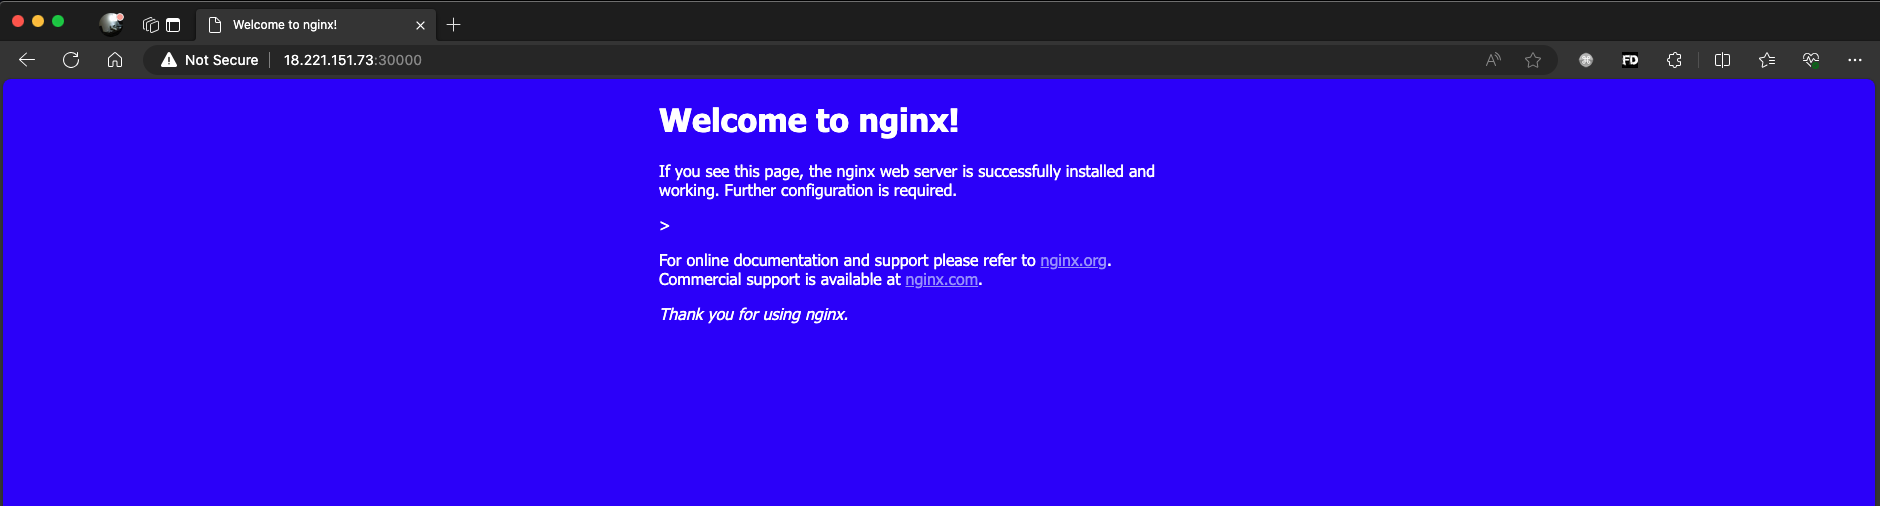 Welcome to nginx!
Not Secure
18.221.151.73:30000
A
FD
Welcome to nginx!
If you see this page, the nginx web server is successfully installed and
working. Further configuration is required.
>
For online documentation and support please refer to nginx.org.
Commercial support is available at nginx.com.
Thank you for using nginx.